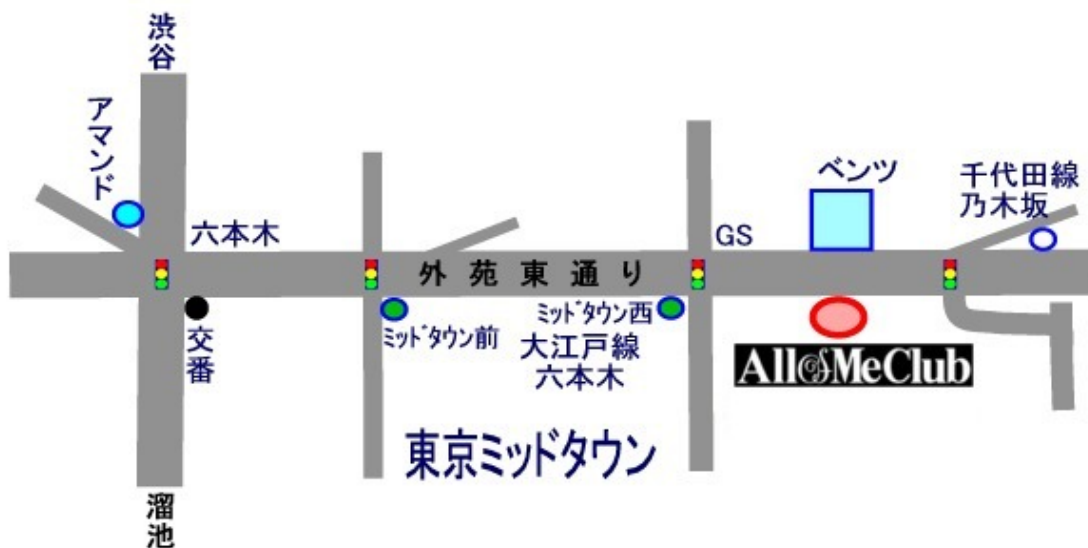 渋谷
アマンド
六本木
GS
ベンツ
千代田線
乃木坂
外苑東通り
交番
ミッドタウン前
ミッドタウン西
大江戸線
六本木
All of Me Club
東京ミッドタウン
溜池